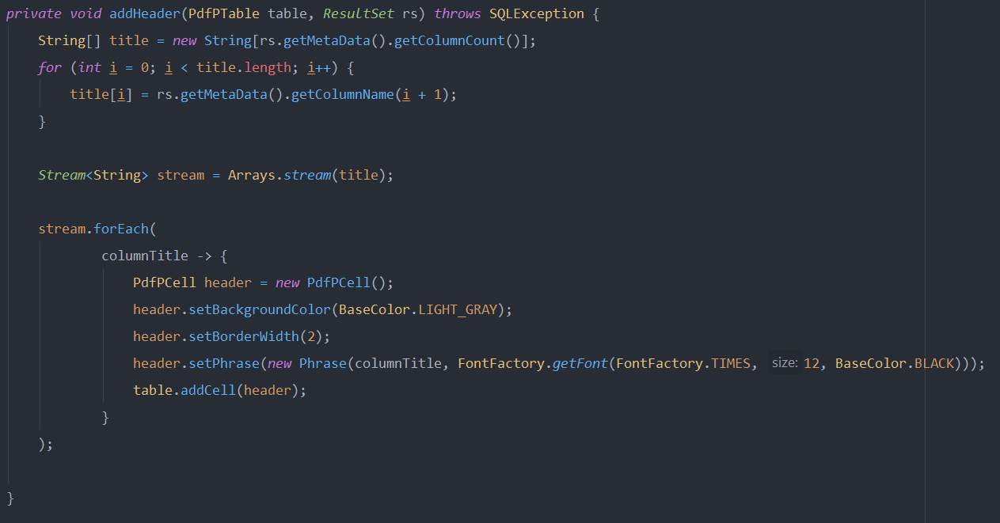 private void addHeader(PdfPTable table, ResultSet rs) throws SQLException {
    String[] title = new String[rs.getMetaData().getColumnCount()];
    for (int i = 0; i < title.length; i++) {
        title[i] = rs.getMetaData().getColumnName(i + 1);
    }

    Stream<String> stream = Arrays.stream(title);

    stream.forEach(
            columnTitle -> {
                PdfPCell header = new PdfPCell();
                header.setBackgroundColor(BaseColor.LIGHT_GRAY);
                header.setBorderWidth(2);
                header.setPhrase(new Phrase(columnTitle, FontFactory.getFont(FontFactory.TIMES, size: 12, BaseColor.BLACK)));
                table.addCell(header);
            }
    );

}